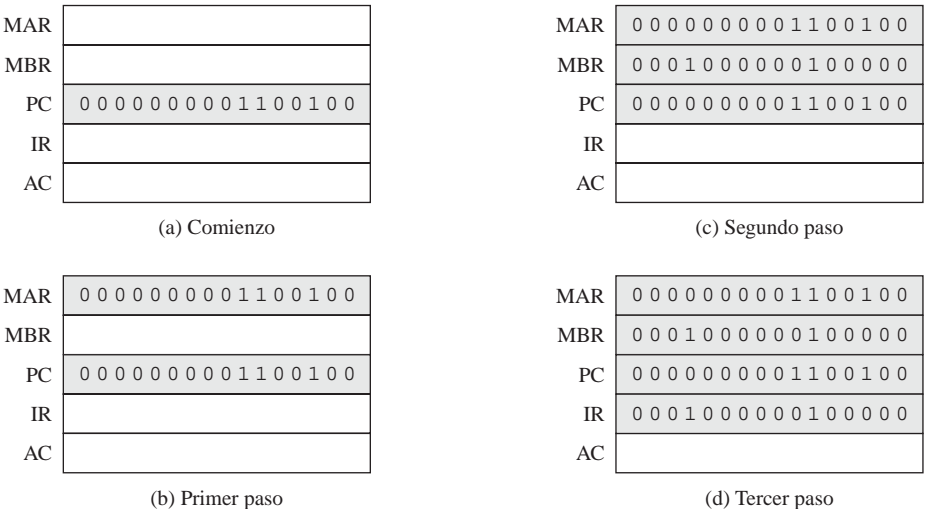 MAR
MBR
PC 0000000001100100
IR
AC
(a) Comienzo
MAR 0000000001100100
MBR 0001000000100000
PC 0000000001100100
IR
AC
(c) Segundo paso
MAR 0000000001100100
MBR
PC 0000000001100100
IR
AC
(b) Primer paso
MAR 0000000001100100
MBR 0001000000100000
PC 0000000001100100
IR 0001000000100000
AC
(d) Tercer paso